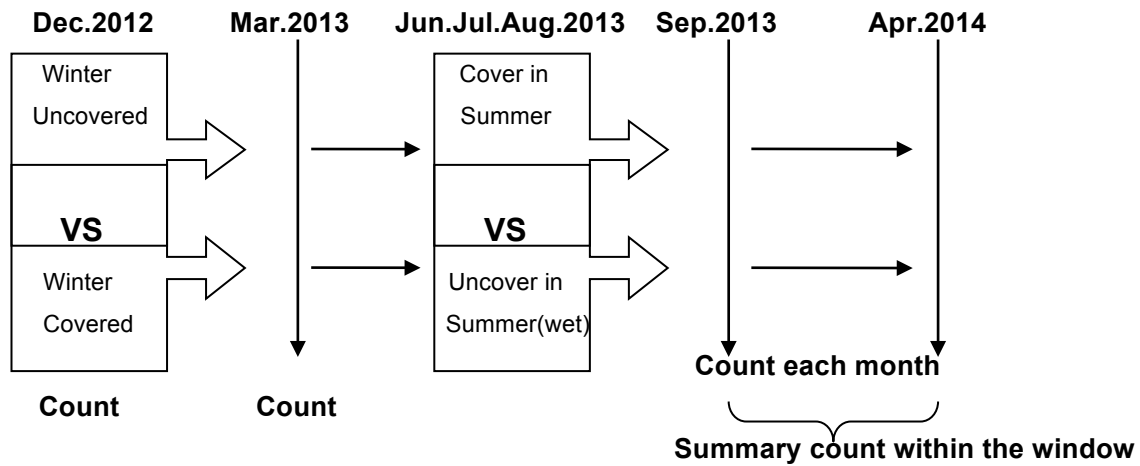 Dec.2012
Mar.2013
Jun.Jul.Aug.2013
Sep.2013
Apr.2014
Winter
Uncovered
VS
Winter
Covered
Cover in
Summer
VS
Uncover in
Summer(wet)
Count
Count
Count each month
Summary count within the window